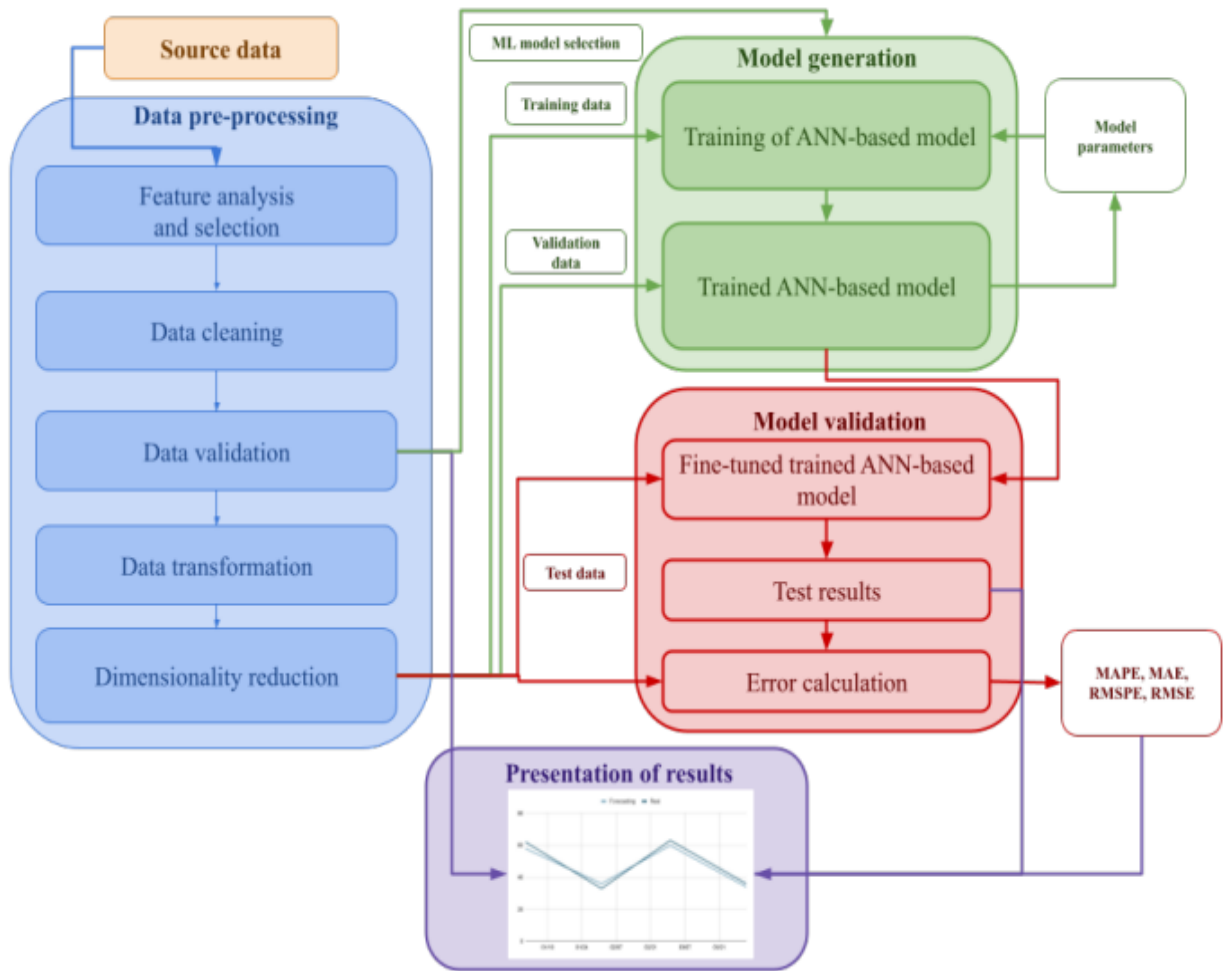 Source data
Data pre-processing
Feature analysis
and selection
Data cleaning
Data validation
Data transformation
Dimensionality reduction
ML model selection
Training data
Validation
data
Model generation
Training of ANN-based model
Trained ANN-based model
Model
parameters
Model validation
Fine-tuned trained ANN-based
model
Test data
Test results
Error calculation
MAPE, MAE,
RMSPE, RMSE
Presentation of results
Forecasting Real